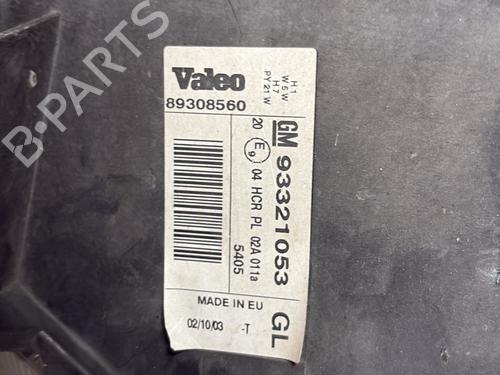 Valeo
89308560
H1
W5W
H7
PY21W
GM 93321053 GL
20 E9 04 HCR PL 02A 011a
5405
MADE IN EU
02/10/03 -T
B-PARTS